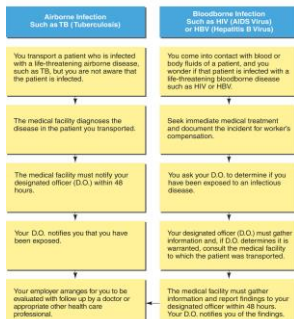 Airborne Infection
Such as TB (Tuberculosis)
You transport a patient who is infected
with a life-threatening airborne disease,
such as TB, but you are not aware that
the patient is infected.
The medical facility diagnoses the
disease in the patient you transported.
The medical facility must notify your
designated officer (D.O.) within 48
hours.
Your D.O. notifies you that you have
been exposed.
Your employer arranges for you to be
evaluated with follow up by a doctor or
appropriate other health care
professional.
Bloodborne Infection
Such as HIV (AIDS Virus)
or HBV (Hepatitis B Virus)
You come into contact with blood or
body fluids of a patient, and you
wonder if that patient is infected with a
life-threatening bloodborne disease
such as HIV or HBV.
Seek immediate medical treatment
and document the incident for worker's
compensation.
You ask your D.O. to determine if you
have been exposed to an infectious
disease.
Your designated officer (D.O.) must gather
information and, if D.O. determines it is
warranted, consult the medical facility
to which the patient was transported.
The medical facility must gather
information and report findings to your
designated officer within 48 hours.
Your D.O. notifies you of the findings.